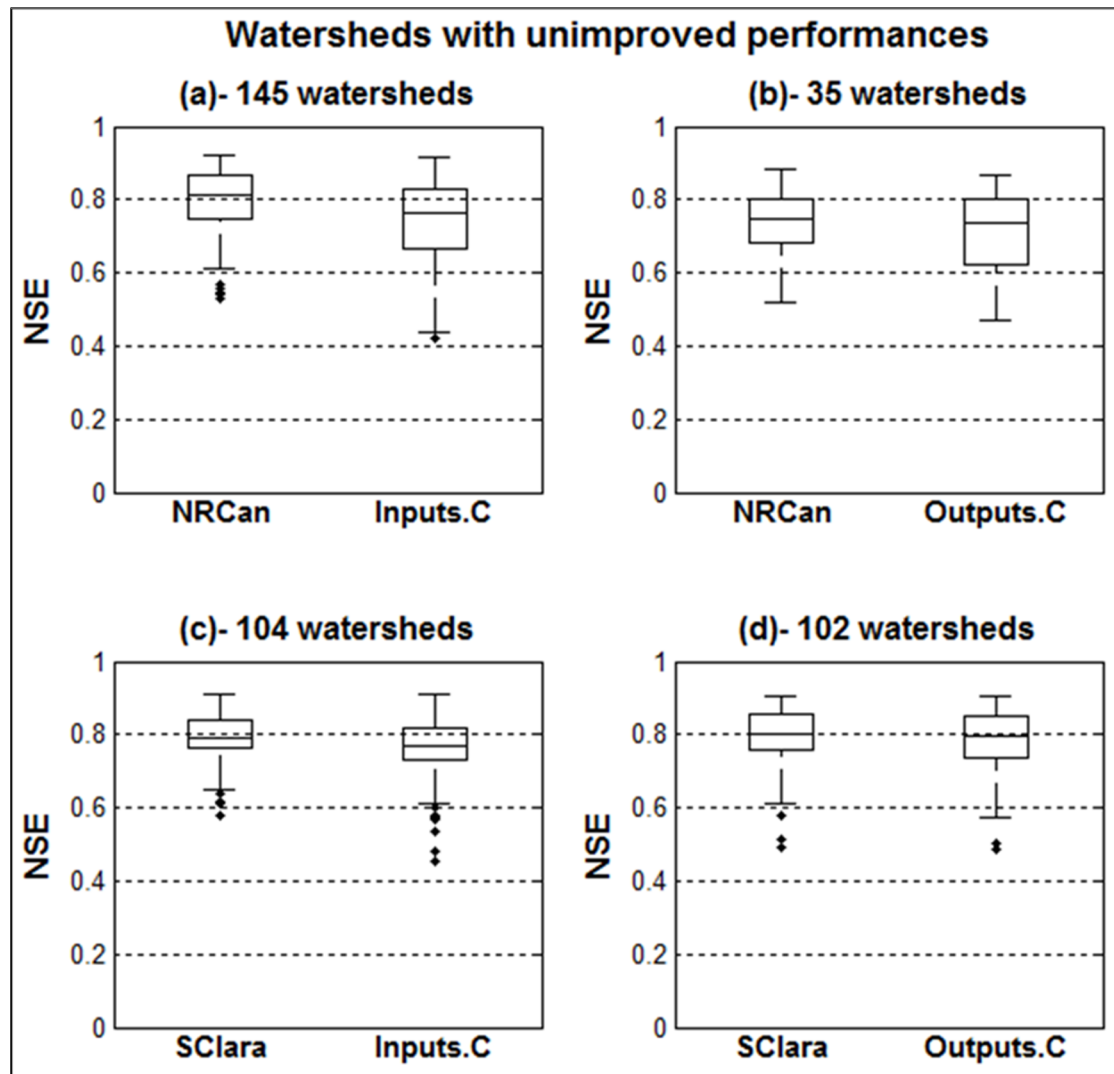 Watersheds with unimproved performances
(a)- 145 watersheds
1
0.8
0.6
0.4
0.2
0
NSE
NRCan Inputs.C
(b)- 35 watersheds
1
0.8
0.6
0.4
0.2
0
NSE
NRCan Outputs.C
(c)- 104 watersheds
1
0.8
0.6
0.4
0.2
0
NSE
SClara Inputs.C
(d)- 102 watersheds
1
0.8
0.6
0.4
0.2
0
NSE
SClara Outputs.C